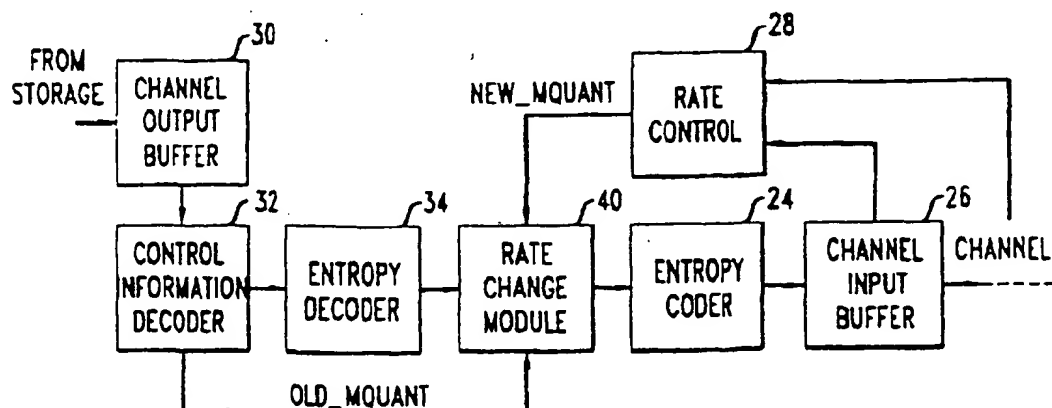 FROM
STORAGE
30
CHANNEL
OUTPUT
BUFFER
NEW_MQUANT
28
RATE
CONTROL
32
CONTROL
INFORMATION
DECODER
34
ENTROPY
DECODER
40
RATE
CHANGE
MODULE
24
ENTROPY
CODER
26
CHANNEL
INPUT
BUFFER
CHANNEL
OLD_MQUANT